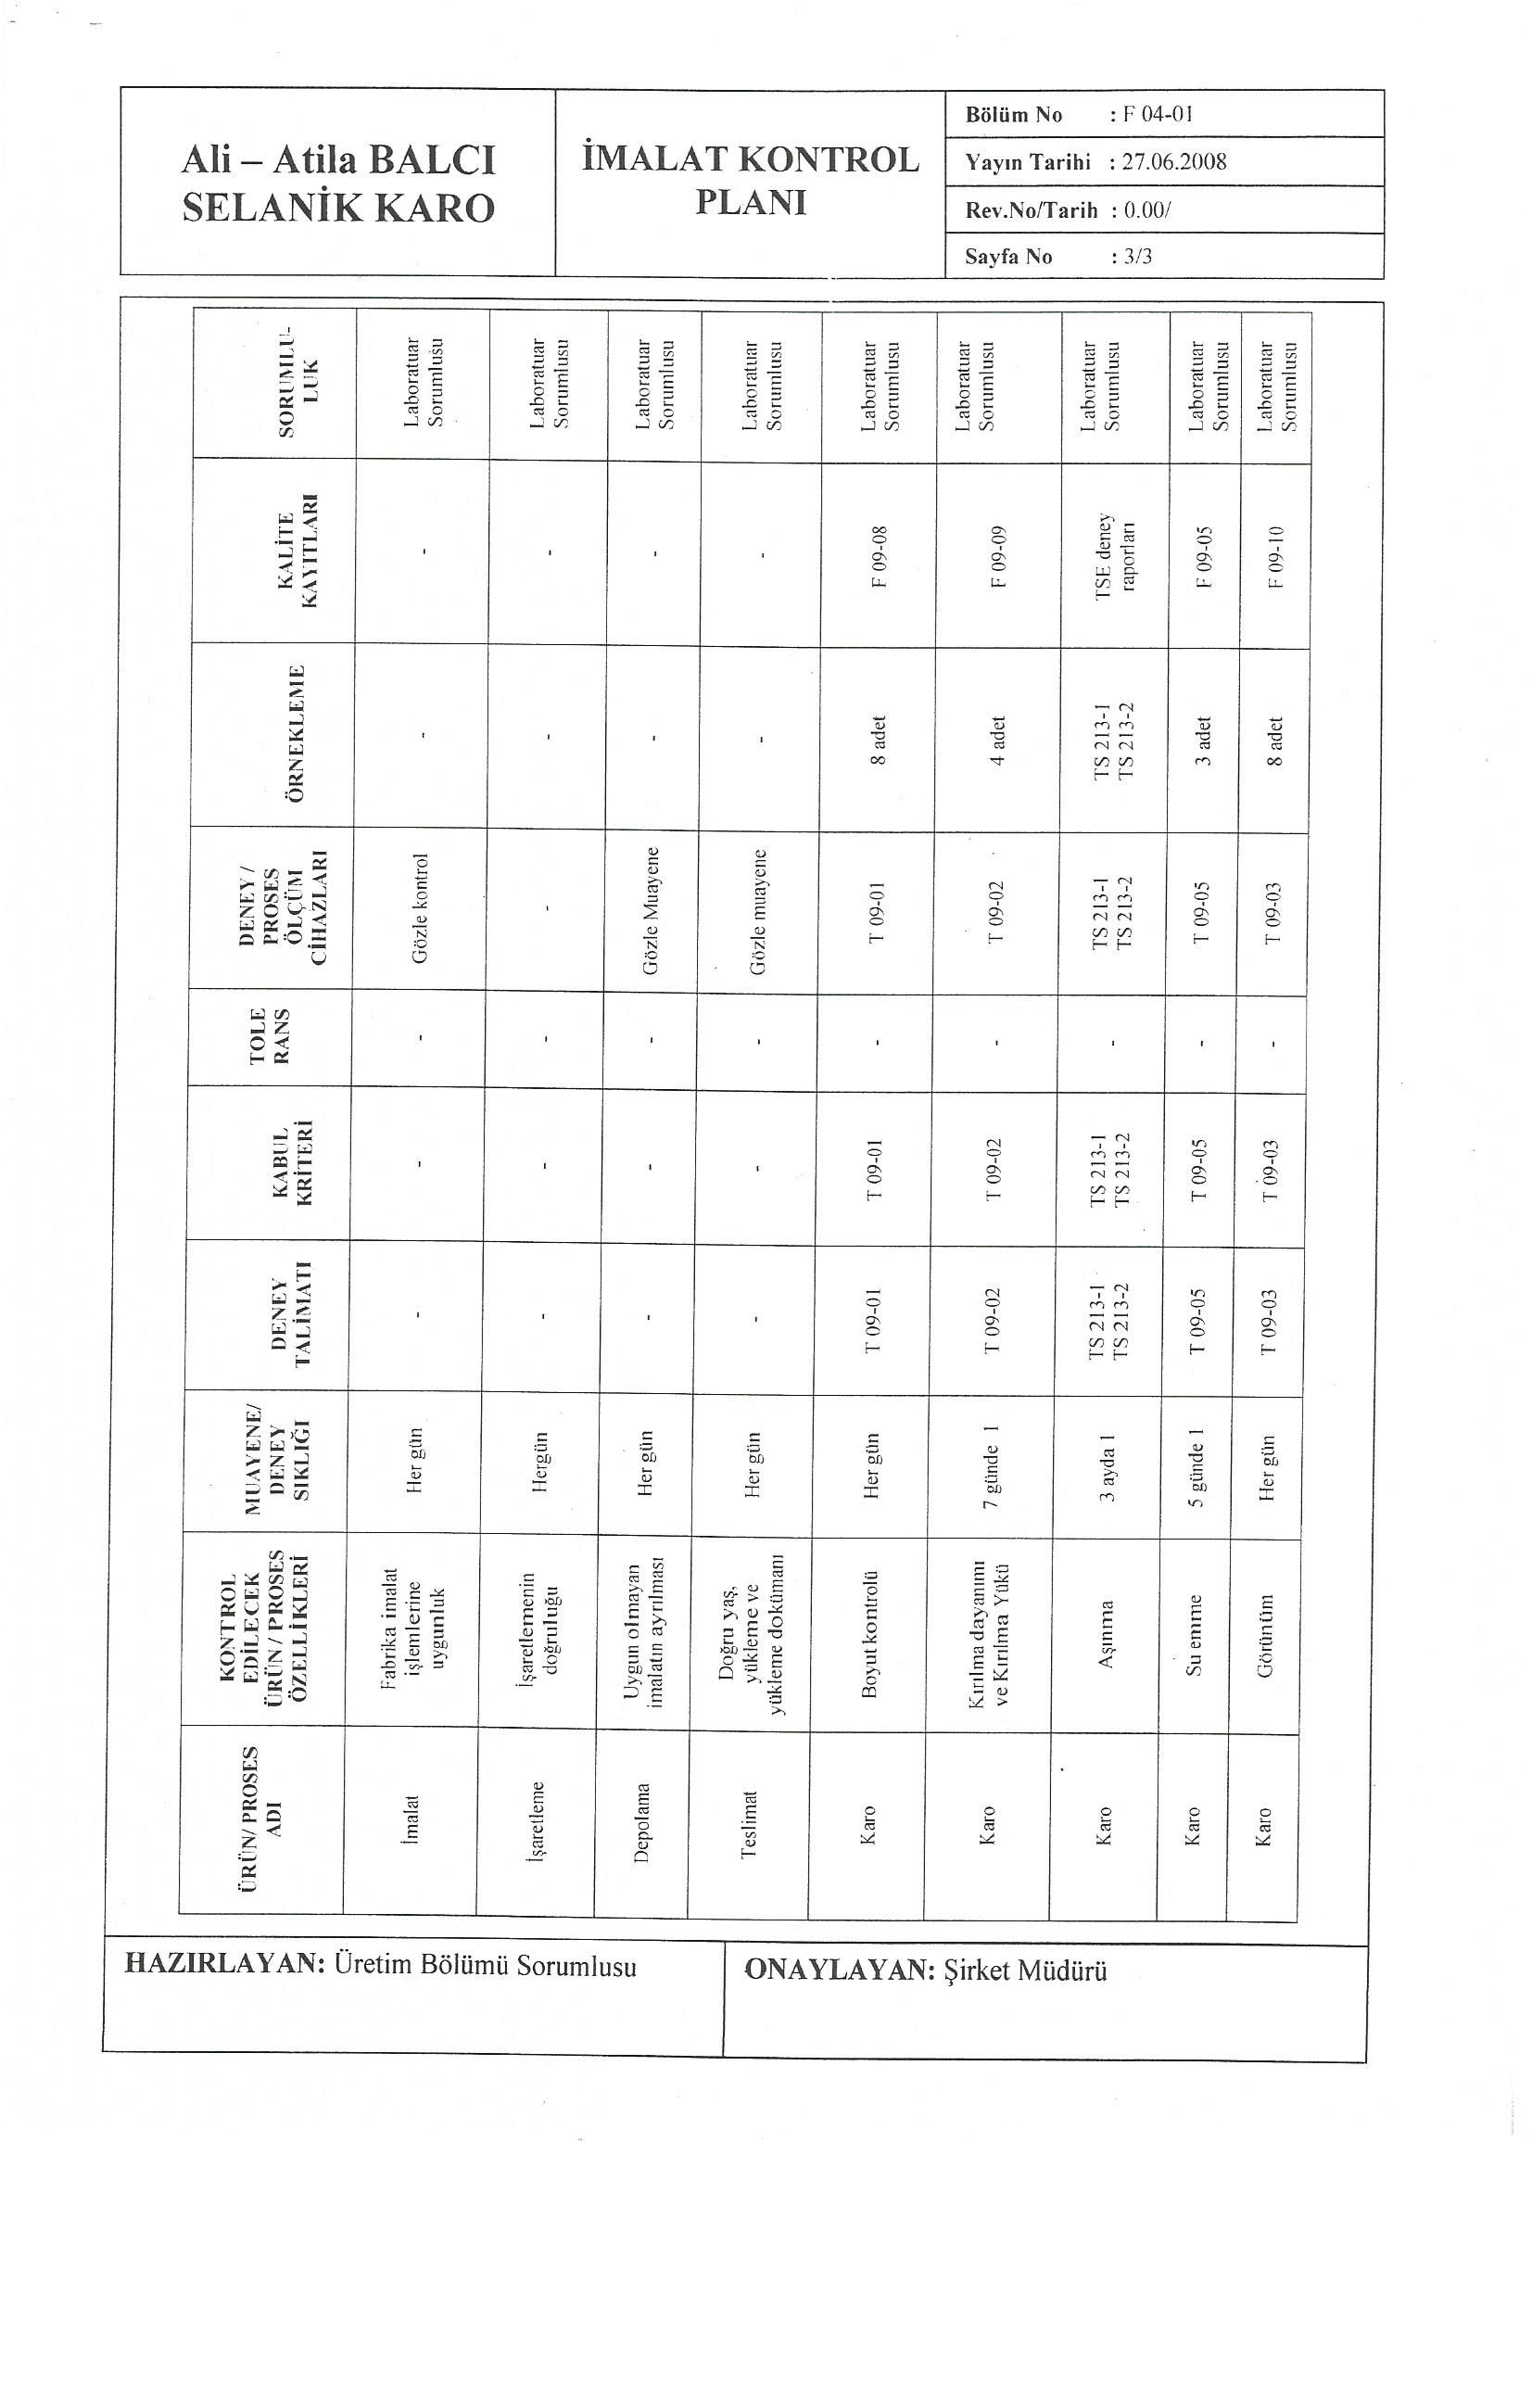 Ali – Atila BALCI
SELANİK KARO
İMALAT KONTROL
PLANI
Bölüm No : F 04-01
Yayın Tarihi : 27.06.2008
Rev.No/Tarih : 0.00/
Sayfa No : 3/3
ÜRÜN/ PROSES
ADI
KONTROL
EDİLECEK
ÜRÜN / PROSES
ÖZELLİKLERİ
MUAYENE/
DENEY
SIKLIĞI
DENEY
TALİMATI
KABUL
KRİTERİ
TOLE
RANS
DENEY /
PROSES
ÖLÇÜM
CİHAZLARI
ÖRNEKLEME
KALİTE
KAYITLARI
SORUMLU-
LUK
İmalat
Fabrika imalat
işlemlerine
uygunluk
Her gün
-
-
-
Gözle kontrol
-
-
Laboratuar
Sorumlusu
İşaretleme
İşaretlemenin
doğruluğu
Hergün
-
-
-
-
-
-
Laboratuar
Sorumlusu
Depolama
Uygun olmayan
imalatın ayrılması
Her gün
-
-
-
Gözle Muayene
-
-
Laboratuar
Sorumlusu
Teslimat
Doğru yaş,
yükleme ve
yükleme dokümanı
Her gün
-
-
-
Gözle muayene
-
-
Laboratuar
Sorumlusu
Karo
Boyut kontrolü
Her gün
T 09-01
T 09-01
-
T 09-01
8 adet
F 09-08
Laboratuar
Sorumlusu
Karo
Kırılma dayanımı
ve Kırılma Yükü
7 günde 1
T 09-02
T 09-02
-
T 09-02
4 adet
F 09-09
Laboratuar
Sorumlusu
Karo
Aşınma
3 ayda 1
TS 213-1
TS 213-2
TS 213-1
TS 213-2
-
TS 213-1
TS 213-2
TS 213-1
TS 213-2
TSE deney
raporları
Laboratuar
Sorumlusu
Karo
Su emme
5 günde 1
T 09-05
T 09-05
-
T 09-05
3 adet
F 09-05
Laboratuar
Sorumlusu
Karo
Görünüm
Her gün
T 09-03
T 09-03
-
T 09-03
8 adet
F 09-10
Laboratuar
Sorumlusu
HAZIRLAYAN: Üretim Bölümü Sorumlusu
ONAYLAYAN: Şirket Müdürü